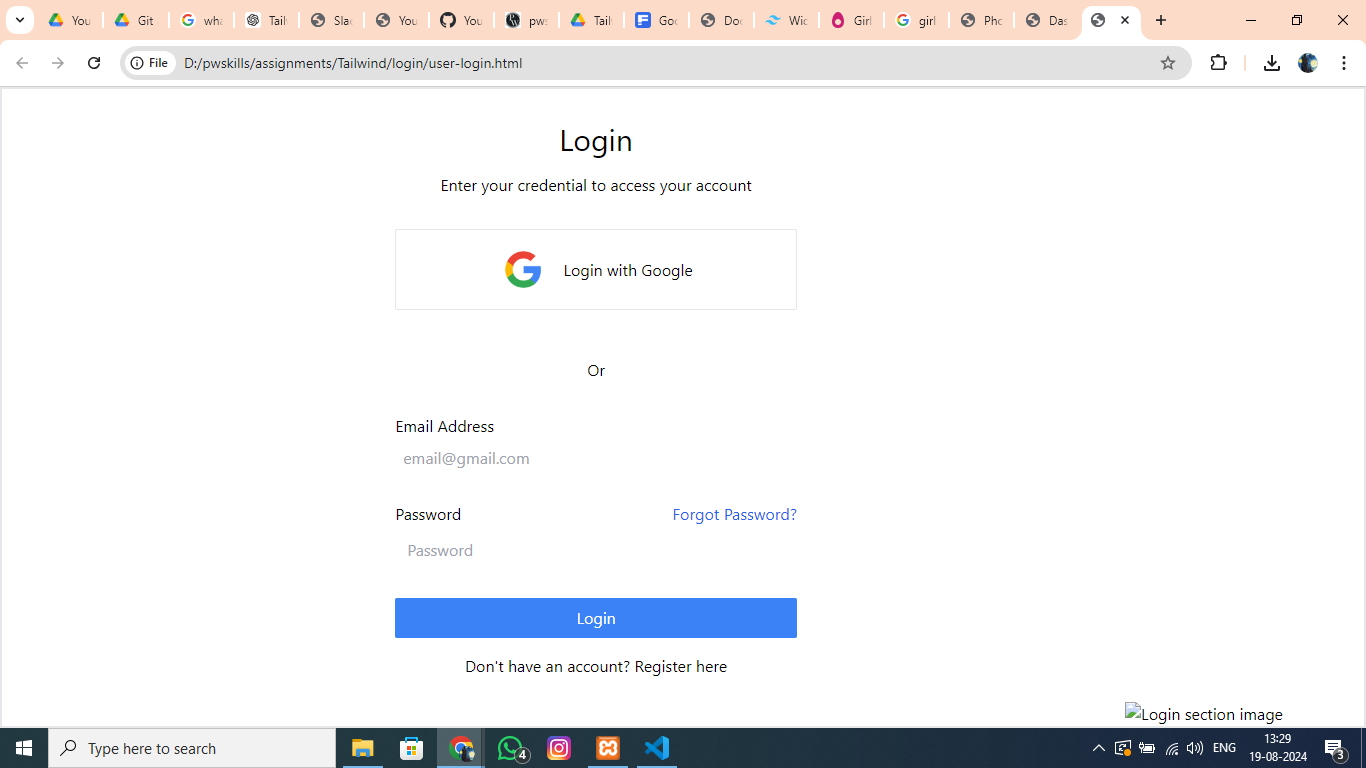 You
Git
wha
Tail
Slac
You
You
pws
Tail
Goo
Doc
Wid
Girl
girl
Pho
Das
File
D:/pwskills/assignments/Tailwind/login/user-login.html
Login
Enter your credential to access your account
Login with Google
Or
Email Address
email@gmail.com
Password
Forgot Password?
Password
Login
Don't have an account? Register here
Login section image
Type here to search
4
ENG
13:29
19-08-2024
3